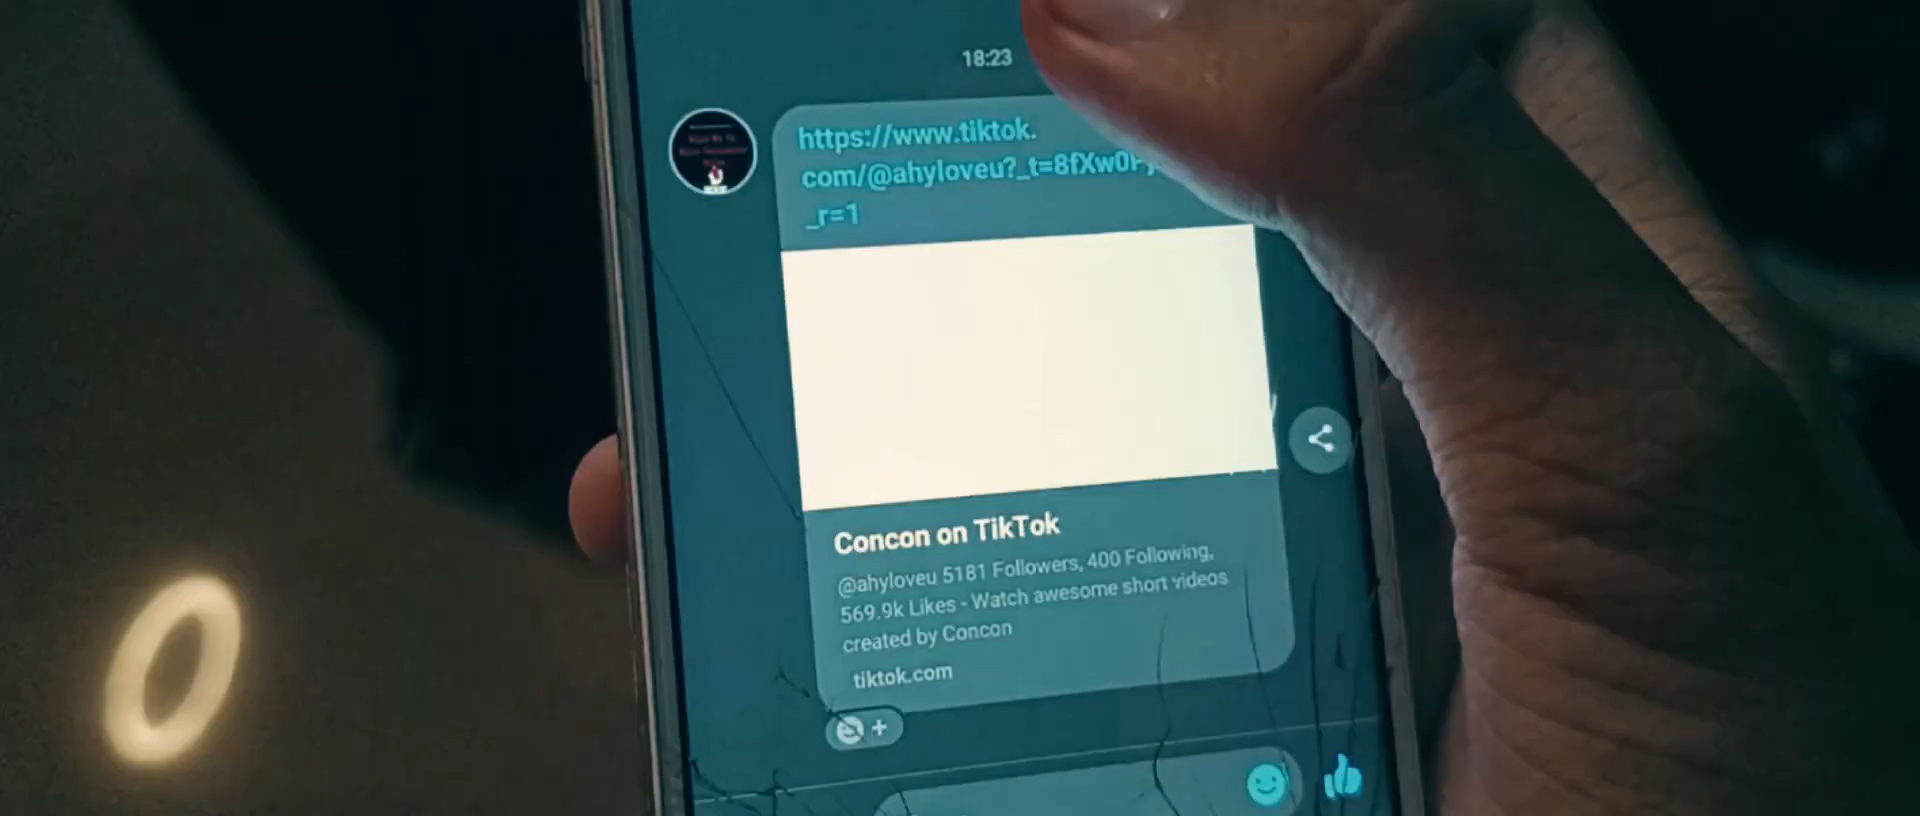 18:23
https://www.tiktok.
com/@ahyloveu?_t=8fXw0
_r=1
Concon on TikTok
@ahyloveu 5181 Followers, 400 Following,
569.9k Likes - Watch awesome short videos
created by Concon
tiktok.com